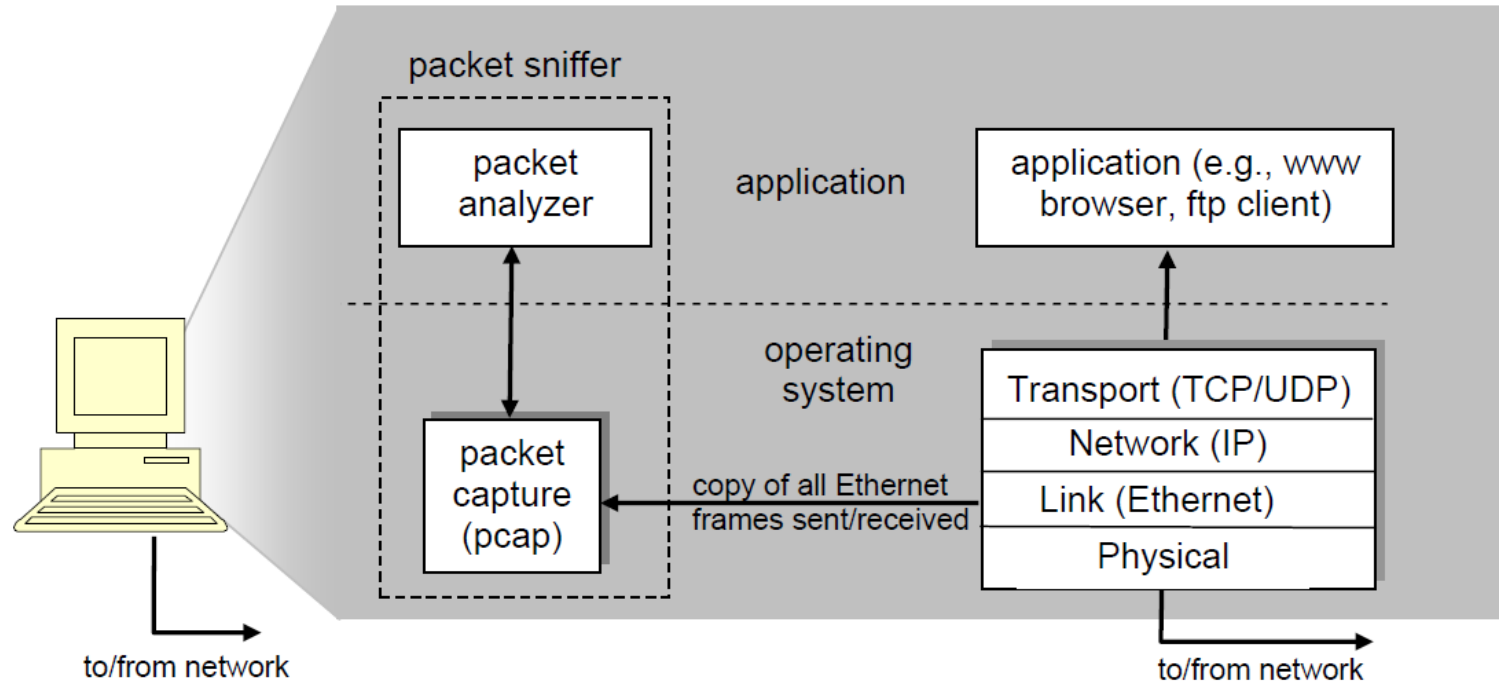 packet sniffer
packet
analyzer
application
application (e.g., www
browser, ftp client)
operating
system
packet
capture
(pcap)
copy of all Ethernet
frames sent/received
Transport (TCP/UDP)
Network (IP)
Link (Ethernet)
Physical
to/from network
to/from network